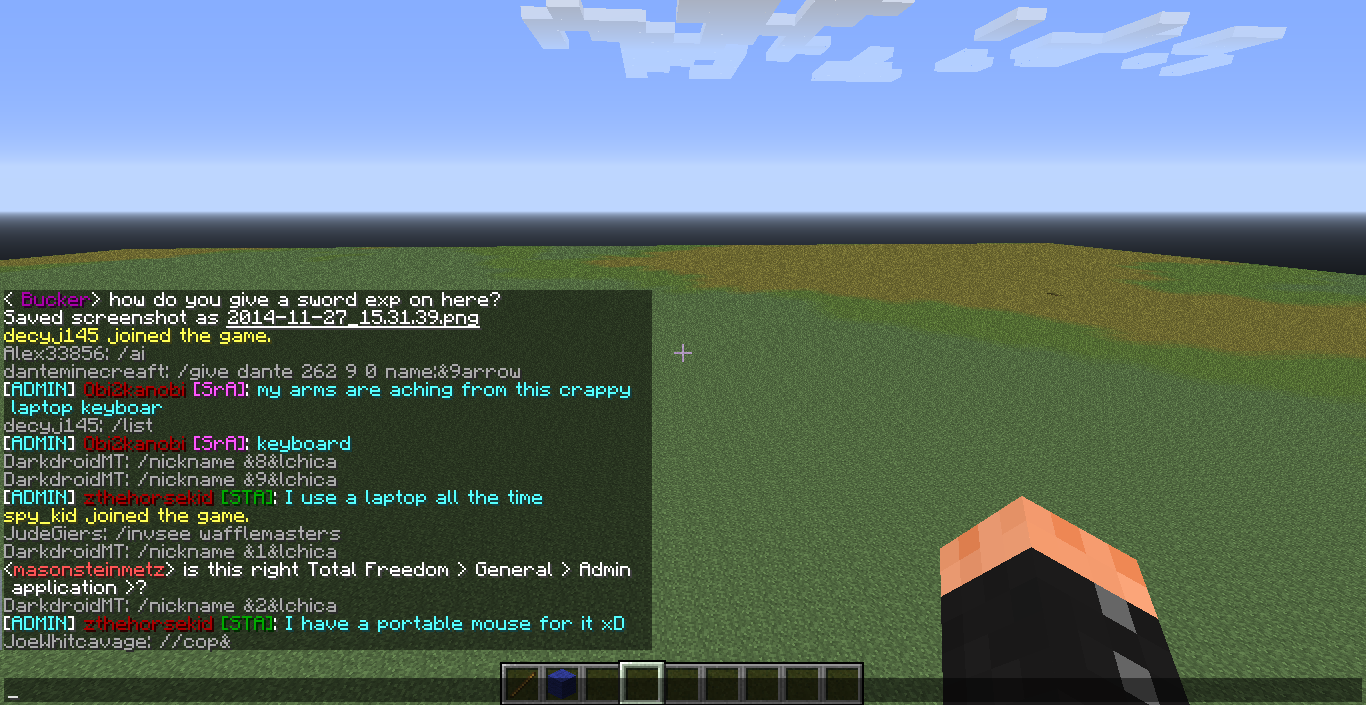 < Bucker> how do you give a sword exp on here?
Saved screenshot as 2014-11-27_15.31.39.png
decyj145 joined the game.
Alex33856: /ai
danteminecreaft: /give dante 262 9 0 name:&9arrow
[ADMIN] 0bi2kanobi [SrA]: my arms are aching from this crappy
laptop keyboar
decyj145: /list
[ADMIN] 0bi2kanobi [SrA]: keyboard
DarkdroidMT: /nickname &8&lchica
DarkdroidMT: /nickname &9&lchica
[ADMIN] zthehorsekid [STA]: I use a laptop all the time
spy_kid joined the game.
JudeGiers: /invsee wafflemasters
DarkdroidMT: /nickname &1&lchica
<masonsteinmetz> is this right Total Freedom > General > Admin
application >?
DarkdroidMT: /nickname &2&lchica
[ADMIN] zthehorsekid [STA]: I have a portable mouse for it xD
JoeWhitcavage: //cop&
_